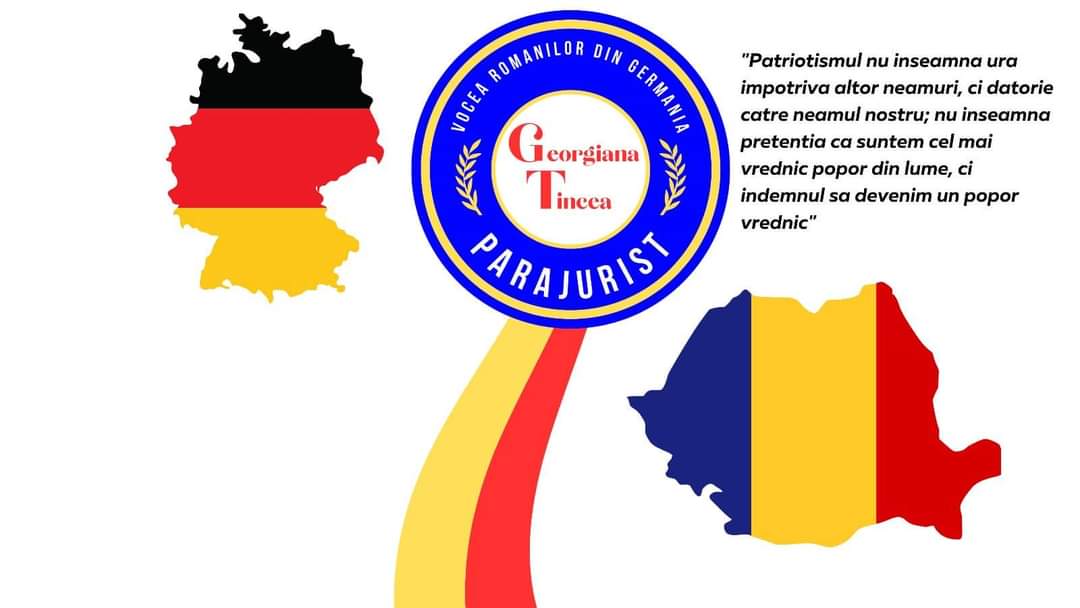 VOCEA ROMANILOR DIN GERMANIA
Georgiana
Tincca
PARAJURIST
"Patriotismul nu inseamna ura
impotriva altor neamuri, ci datorie
catre neamul nostru; nu inseamna
pretentia ca suntem cel mai
vrednic popor din lume, ci
indemnul sa devenim un popor
vrednic"